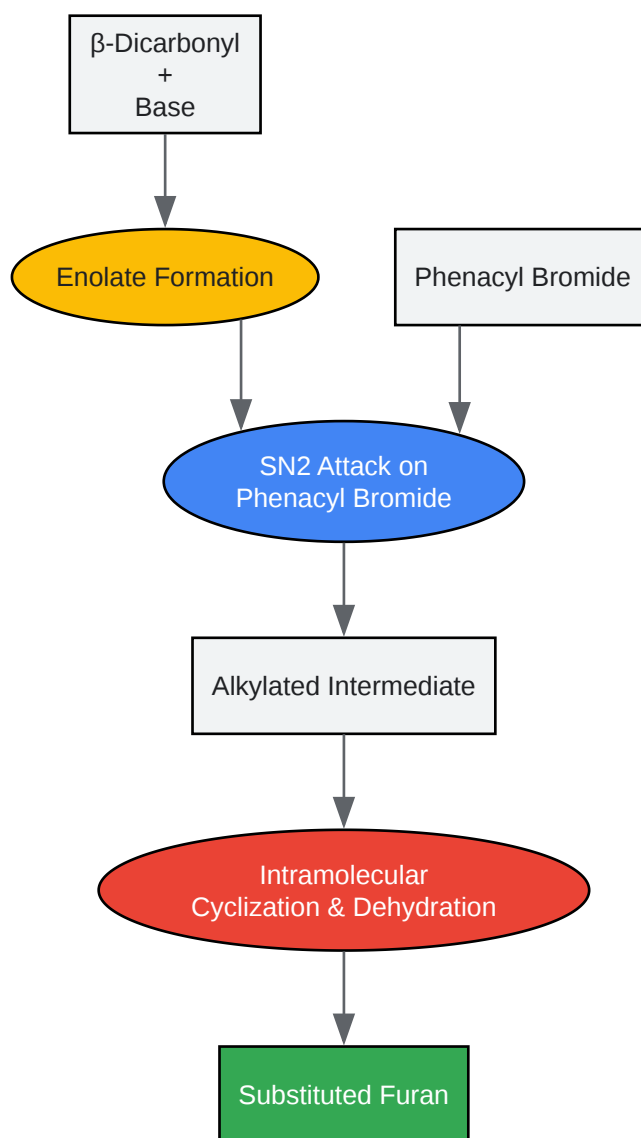 β-Dicarbonyl
+
Base
Enolate Formation
Phenacyl Bromide
SN2 Attack on
Phenacyl Bromide
Alkylated Intermediate
Intramolecular
Cyclization & Dehydration
Substituted Furan